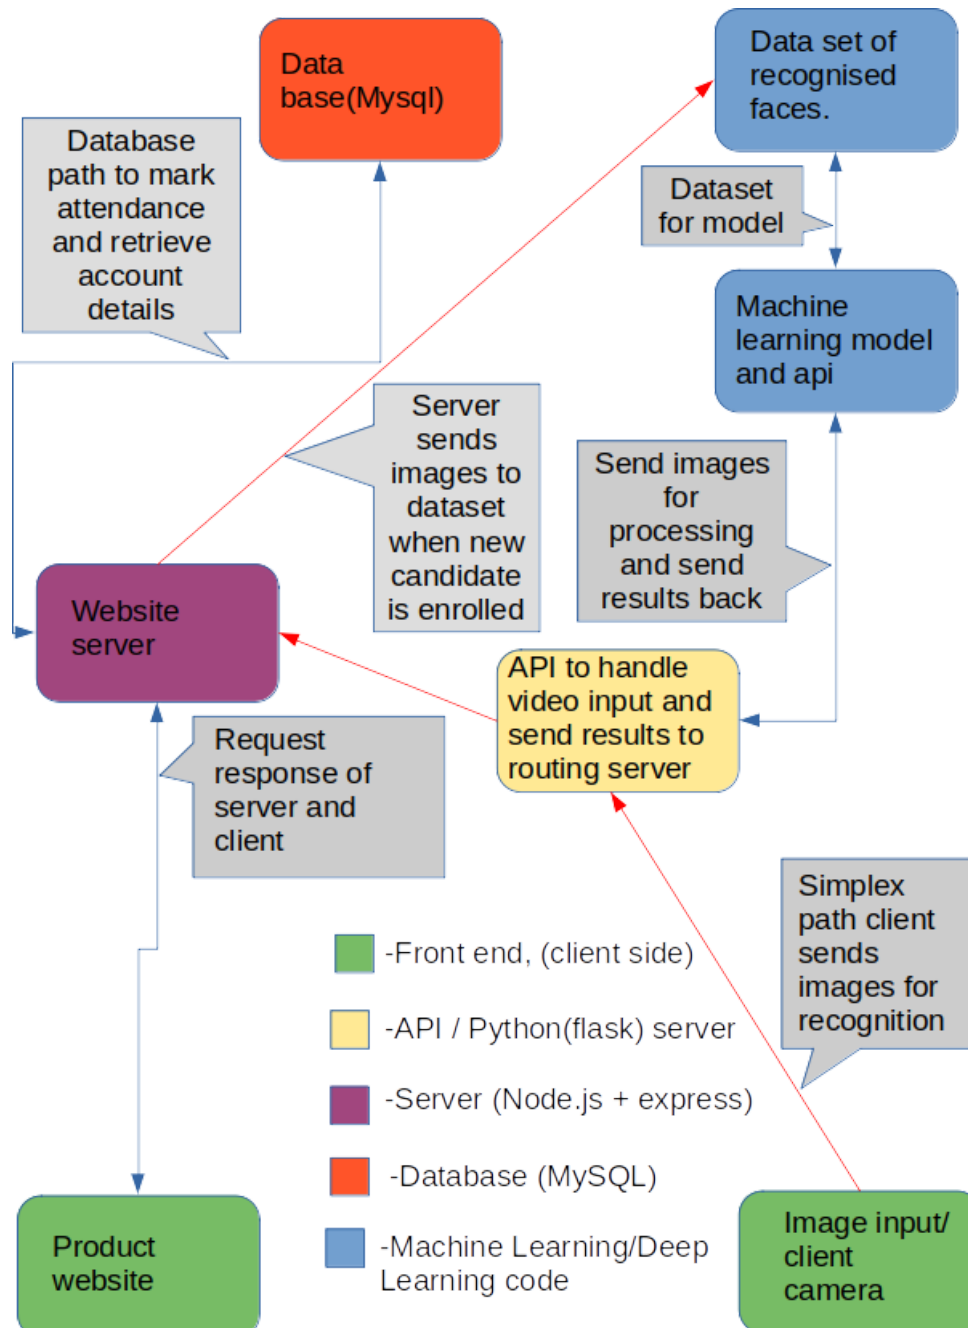 Data
base(Mysql)
Data set of
recognised
faces.
Database
path to mark
attendance
and retrieve
account
details
Dataset
for model
Machine
learning model
and api
Server
sends
images to
dataset
when new
candidate
is enrolled
Send images
for
processing
and send
results back
Website
server
API to handle
video input and
send results to
routing server
Request
response of
server and
client
Simplex
path client
sends
images for
recognition
-Front end, (client side)
-API / Python(flask) server
-Server (Node.js + express)
-Database (MySQL)
-Machine Learning/Deep
Learning code
Product
website
Image input/
client
camera